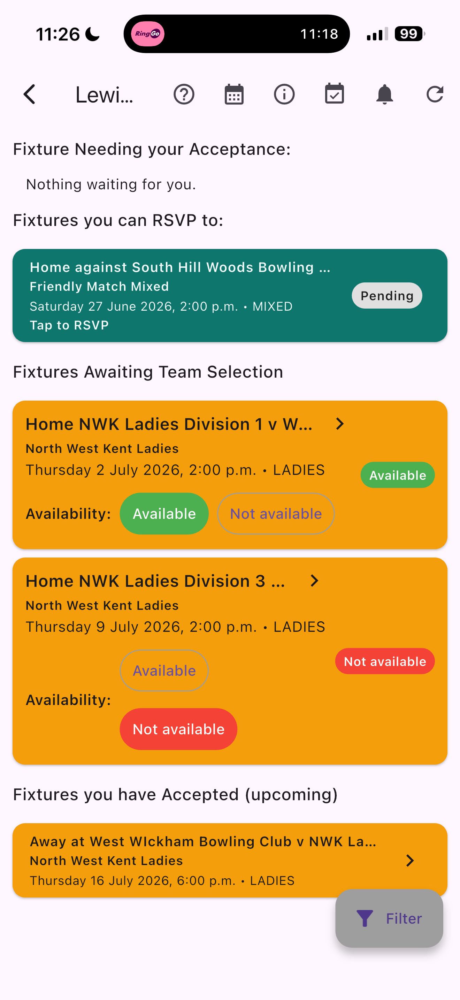 11:26
RingGo
11:18
99
Lewi...
Fixture Needing your Acceptance:
Nothing waiting for you.
Fixtures you can RSVP to:
Home against South Hill Woods Bowling ...
Friendly Match Mixed
Saturday 27 June 2026, 2:00 p.m. • MIXED
Tap to RSVP
Pending
Fixtures Awaiting Team Selection
Home NWK Ladies Division 1 v W...
North West Kent Ladies
Thursday 2 July 2026, 2:00 p.m. • LADIES
Available
Availability:
Available
Not available
Home NWK Ladies Division 3 ...
North West Kent Ladies
Thursday 9 July 2026, 2:00 p.m. • LADIES
Available
Not available
Availability:
Not available
Fixtures you have Accepted (upcoming)
Away at West WIckham Bowling Club v NWK La...
North West Kent Ladies
Thursday 16 July 2026, 6:00 p.m. • LADIES
Filter